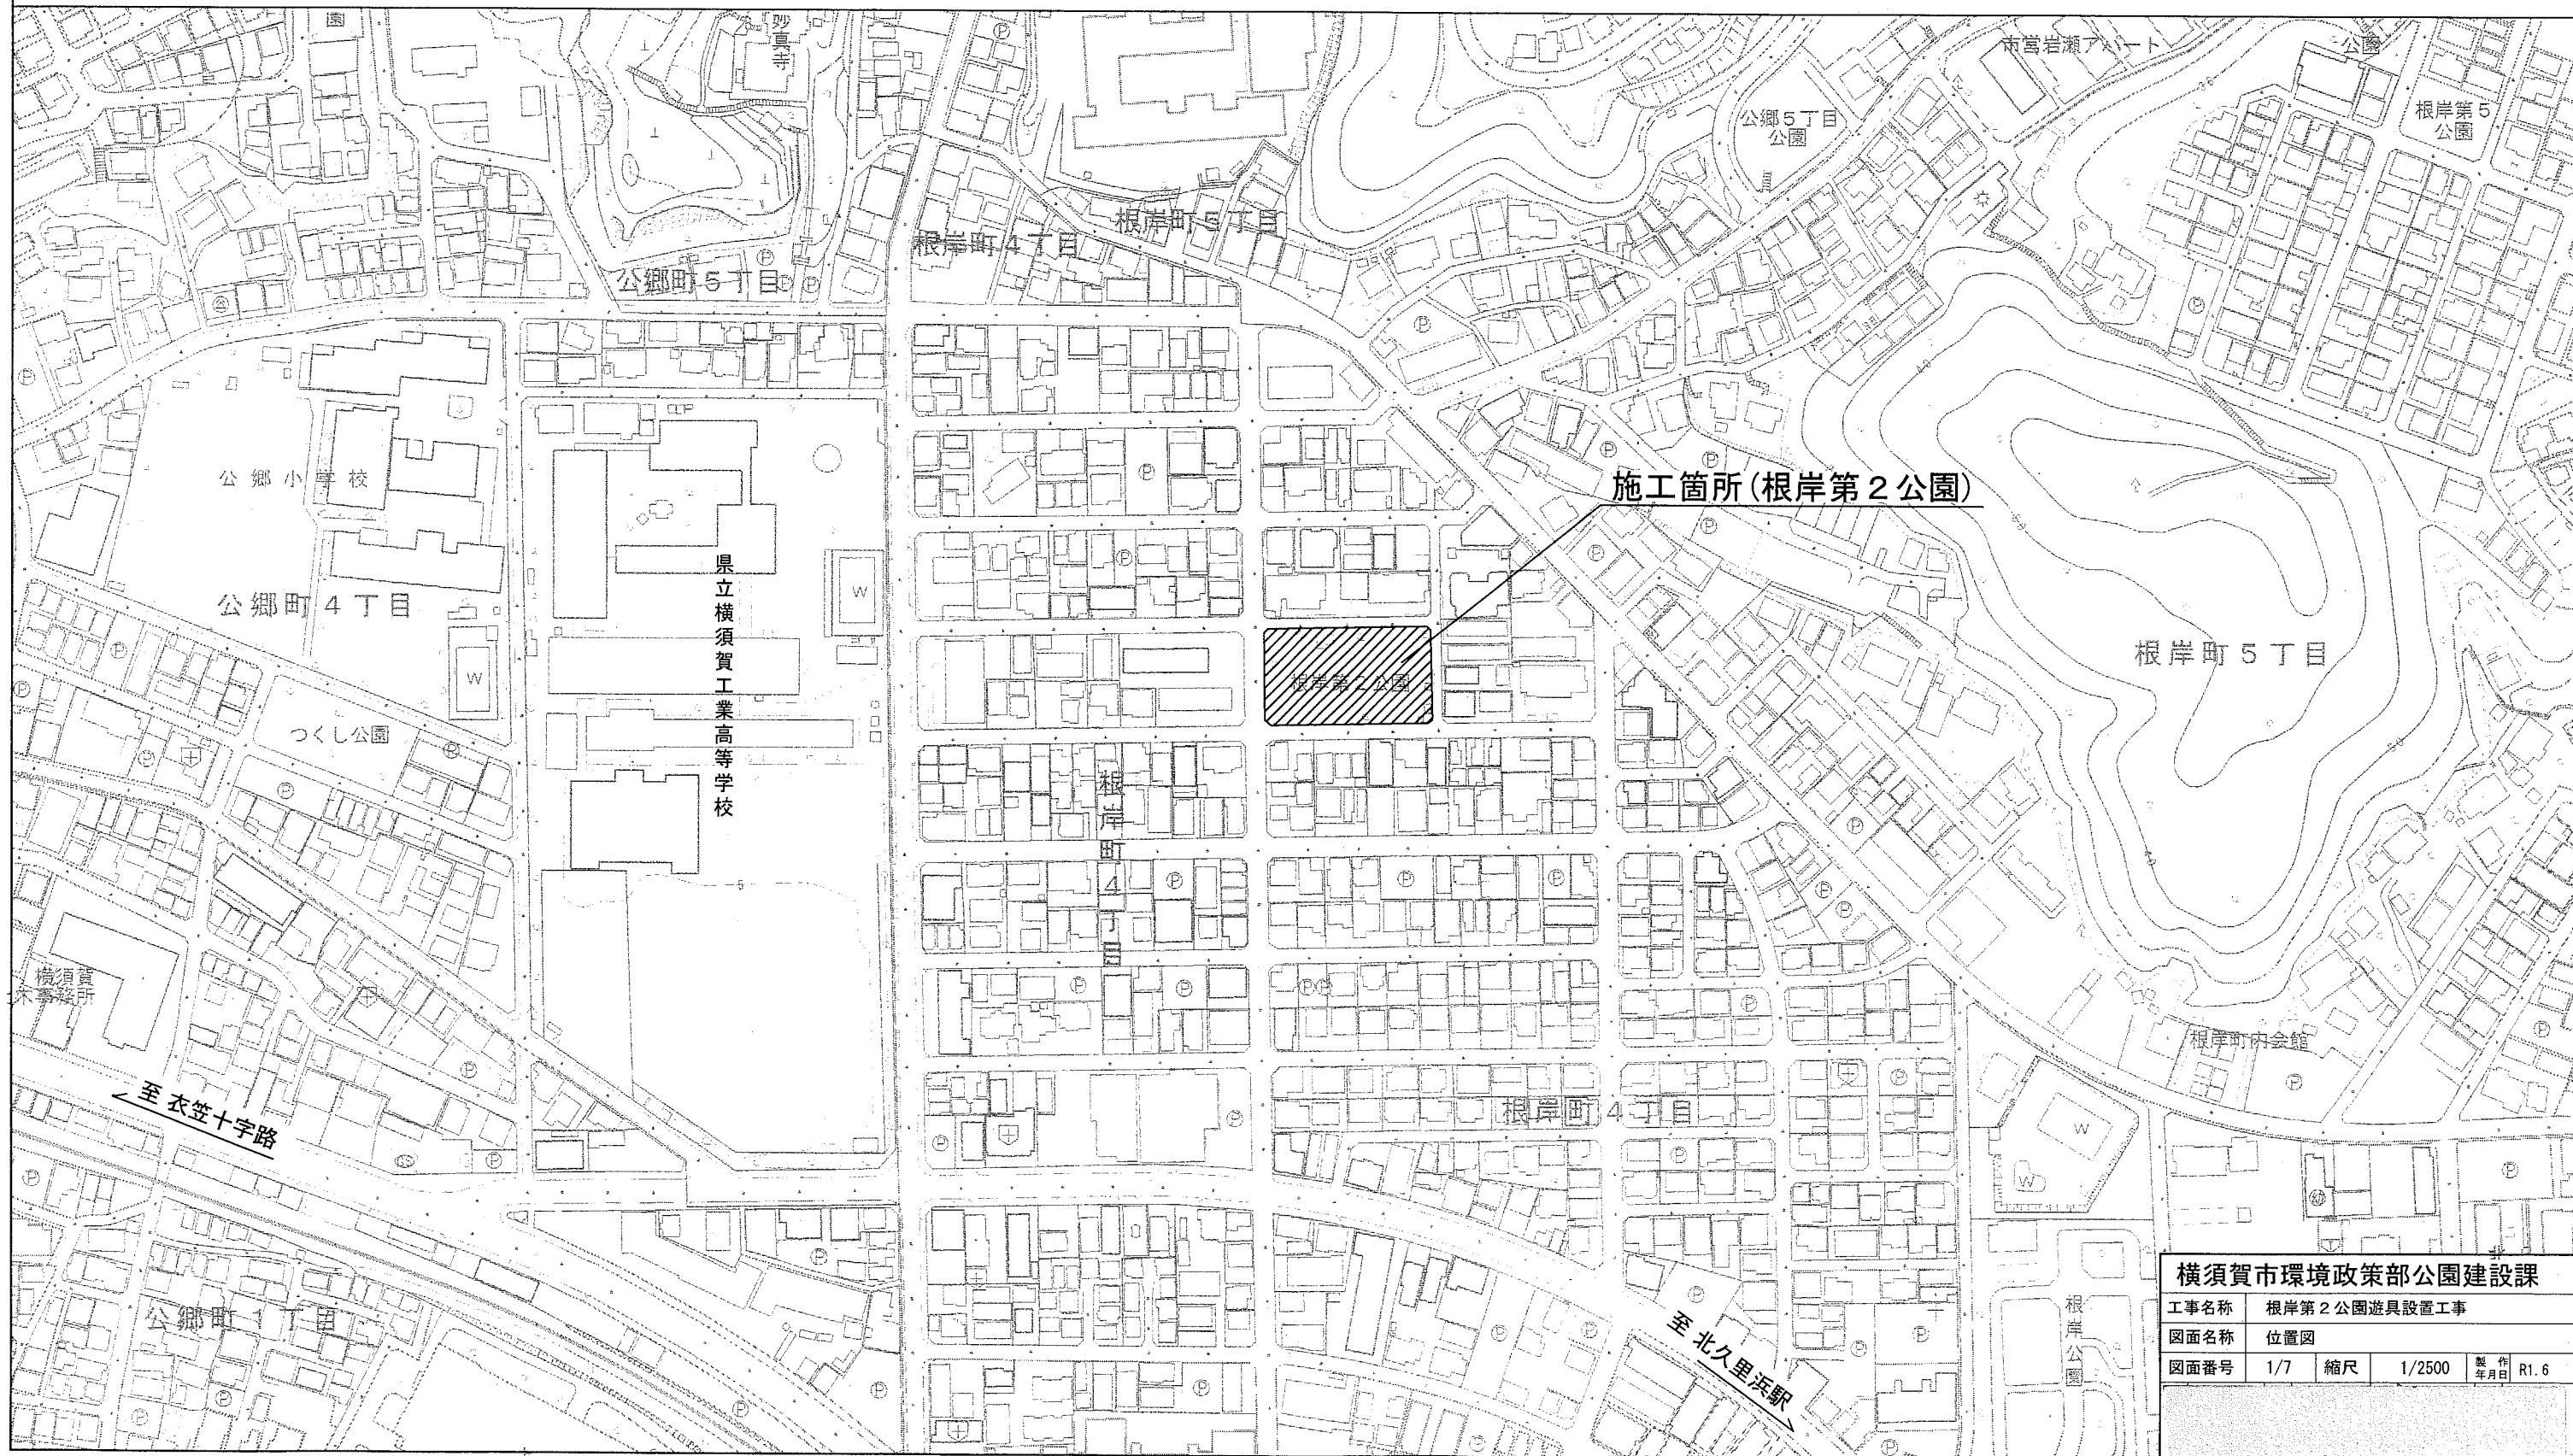 園
妙真寺
市営岩瀬アパート
公園
根岸第5
公園
公郷5丁目
公園
根岸町5丁目
根岸町4丁目
公郷町5丁目
公郷小学校
施工箇所(根岸第2公園)
県立横須賀工業高等学校
公郷町4丁目
根岸町5丁目
根岸第2公園
つくし公園
根岸町4丁目
横須賀
木事務所
根岸町内会館
至 衣笠十字路
根岸町4丁目
公郷町1丁目
至 北久里浜駅
根岸公園
横須賀市環境政策部公園建設課
工事名称 根岸第2公園遊具設置工事
図面名称 位置図
図面番号 1/7 縮尺 1/2500 製作年月日 R1.6